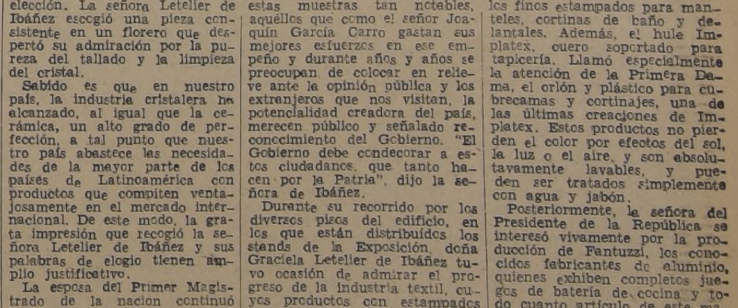 elección. La señora Letelier de
Ibáñez escogió una pieza con-
sistente en un florero que des-
pertó su admiración por la pu-
reza del tallado y la limpieza
del cristal.
Sabido es que en nuestro
país, la industria cristalera ha
alcanzado, al igual que la ce-
rámica, un alto grado de per-
fección, a tal punto que nues-
tro país abastece las necesida-
des de la mayor parte de los
países de Latinoamérica con
productos que compiten venta-
josamente en el mercado inter-
nacional. De este modo, la gra-
ta impresión que recogió la se-
ñora Letelier de Ibáñez y sus
palabras de elogio tienen am-
plio justificativo.
La esposa del Primer Magis-
trado de la nación continuó
estas muestras tan notables,
aquéllos que como el señor Joa-
quín García Carro gastan sus
mejores esfuerzos en ese em-
peño y durante años y años se
preocupan de colocar en relie-
ve ante la opinión pública y los
extranjeros que nos visitan, la
potencialidad creadora del país,
merecen público y señalado re-
conocimiento del Gobierno. "El
Gobierno debe condecorar a es-
tos ciudadanos, que tanto ha-
cen por la Patria", dijo la se-
ñora de Ibáñez.
Durante su recorrido por los
diversos pisos del edificio, en
los que están distribuídos los
stands de la Exposición, doña
Graciela Letelier de Ibáñez tu-
vo ocasión de admirar el pro-
greso de la industria textil, cu-
yos productos con estampados
los finos estampados para man-
teles, cortinas de baño y de-
lantales. Además, el hule Im-
platex, cuero soportado para
tapicería. Llamó especialmente
la atención de la Primera Da-
ma, el orlón y plástico para cu-
brecamas y cortinajes, una de
las últimas creaciones de Im-
platex. Estos productos no pier-
den el color por efectos del sol,
la luz o el aire, y son absolu-
tavamente lavables, y pue-
den ser tratados simplemente
con agua y jabón.
Posteriormente, la señora del
Presidente de la República se
interesó vivamente por la pro-
ducción de Fantuzzi, los cono-
cidos fabricantes de aluminio,
quienes exhiben completos jue-
gos de batería de cocina y to-
do cuanto artículo de este ma-